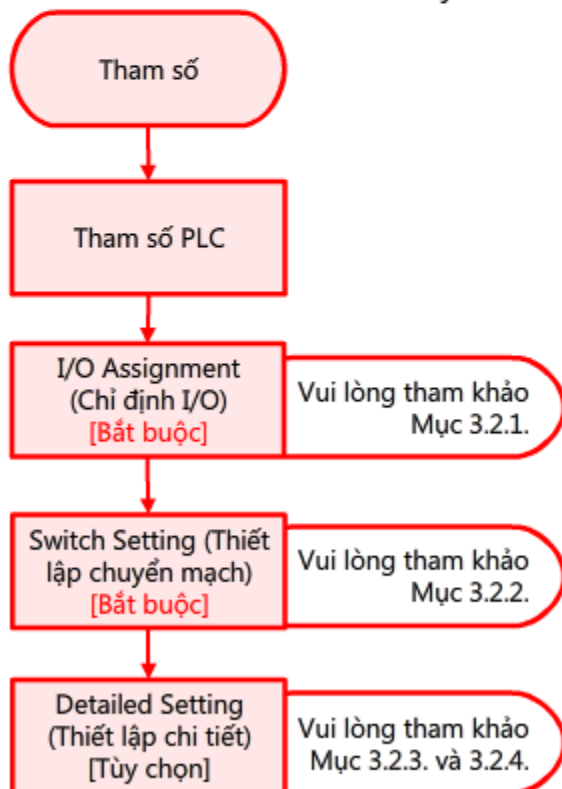 Tham số
Tham số PLC
I/O Assignment
(Chỉ định I/O)
[Bắt buộc]
Vui lòng tham khảo
Mục 3.2.1.
Switch Setting (Thiết
lập chuyển mạch)
[Bắt buộc]
Vui lòng tham khảo
Mục 3.2.2.
Detailed Setting
(Thiết lập chi tiết)
[Tùy chọn]
Vui lòng tham khảo
Mục 3.2.3. và 3.2.4.